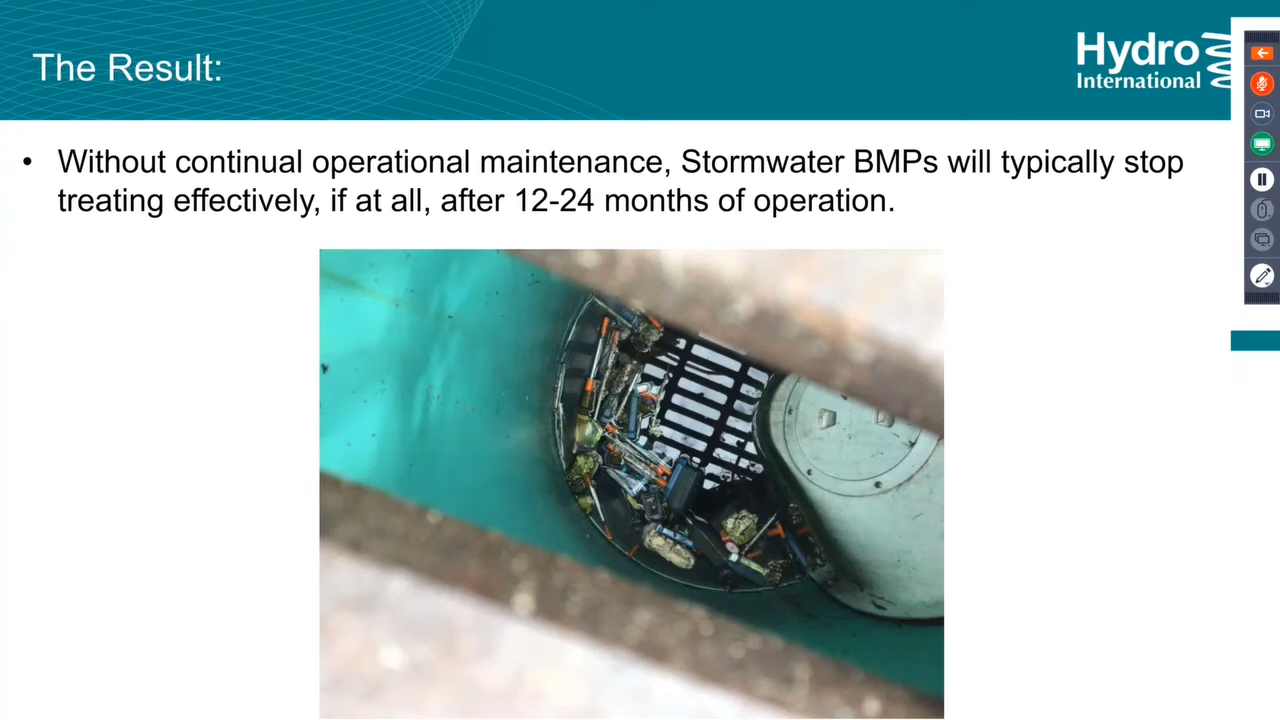 The Result:
Hydro
International
• Without continual operational maintenance, Stormwater BMPs will typically stop
treating effectively, if at all, after 12-24 months of operation.